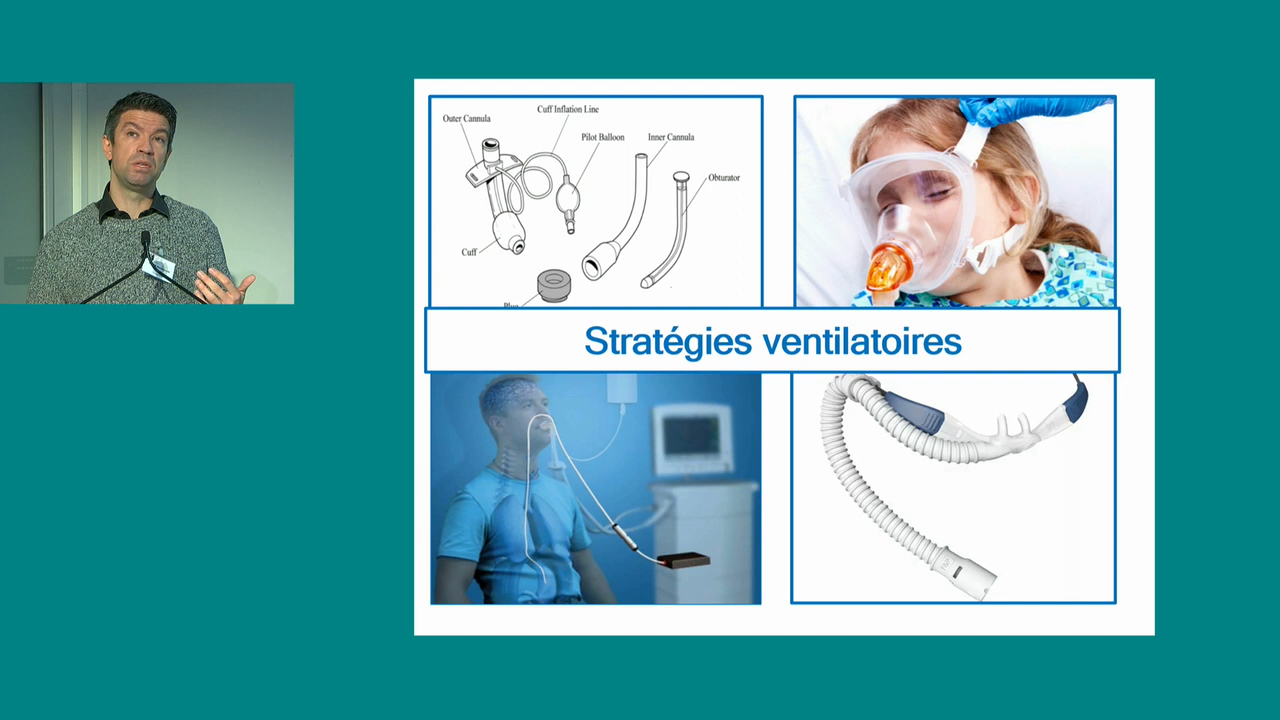 Cuff Inflation Line
Outer Cannula
Pilot Balloon
Inner Cannula
Obturator
Cuff
Plug
Stratégies ventilatoires
F&P